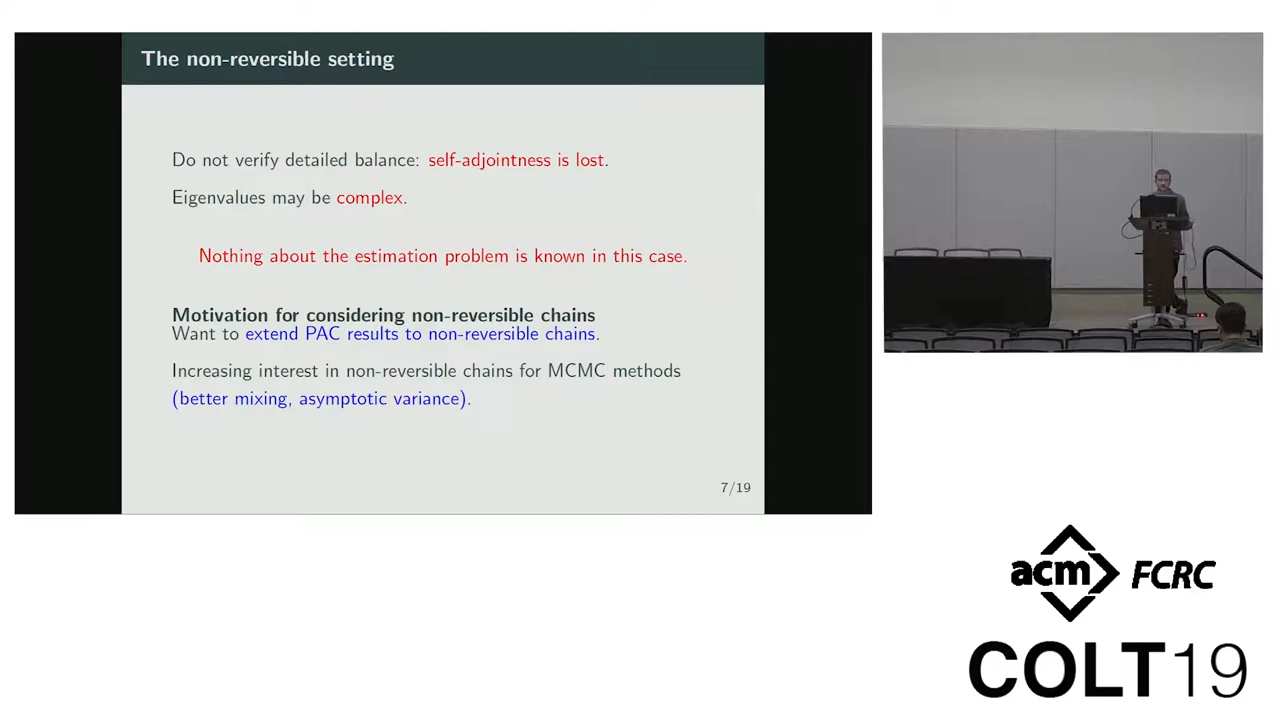 The non-reversible setting
Do not verify detailed balance: self-adjointness is lost.
Eigenvalues may be complex.
Nothing about the estimation problem is known in this case.
Motivation for considering non-reversible chains
Want to extend PAC results to non-reversible chains.
Increasing interest in non-reversible chains for MCMC methods
(better mixing, asymptotic variance).
7/19
acm FCRC
COLT19